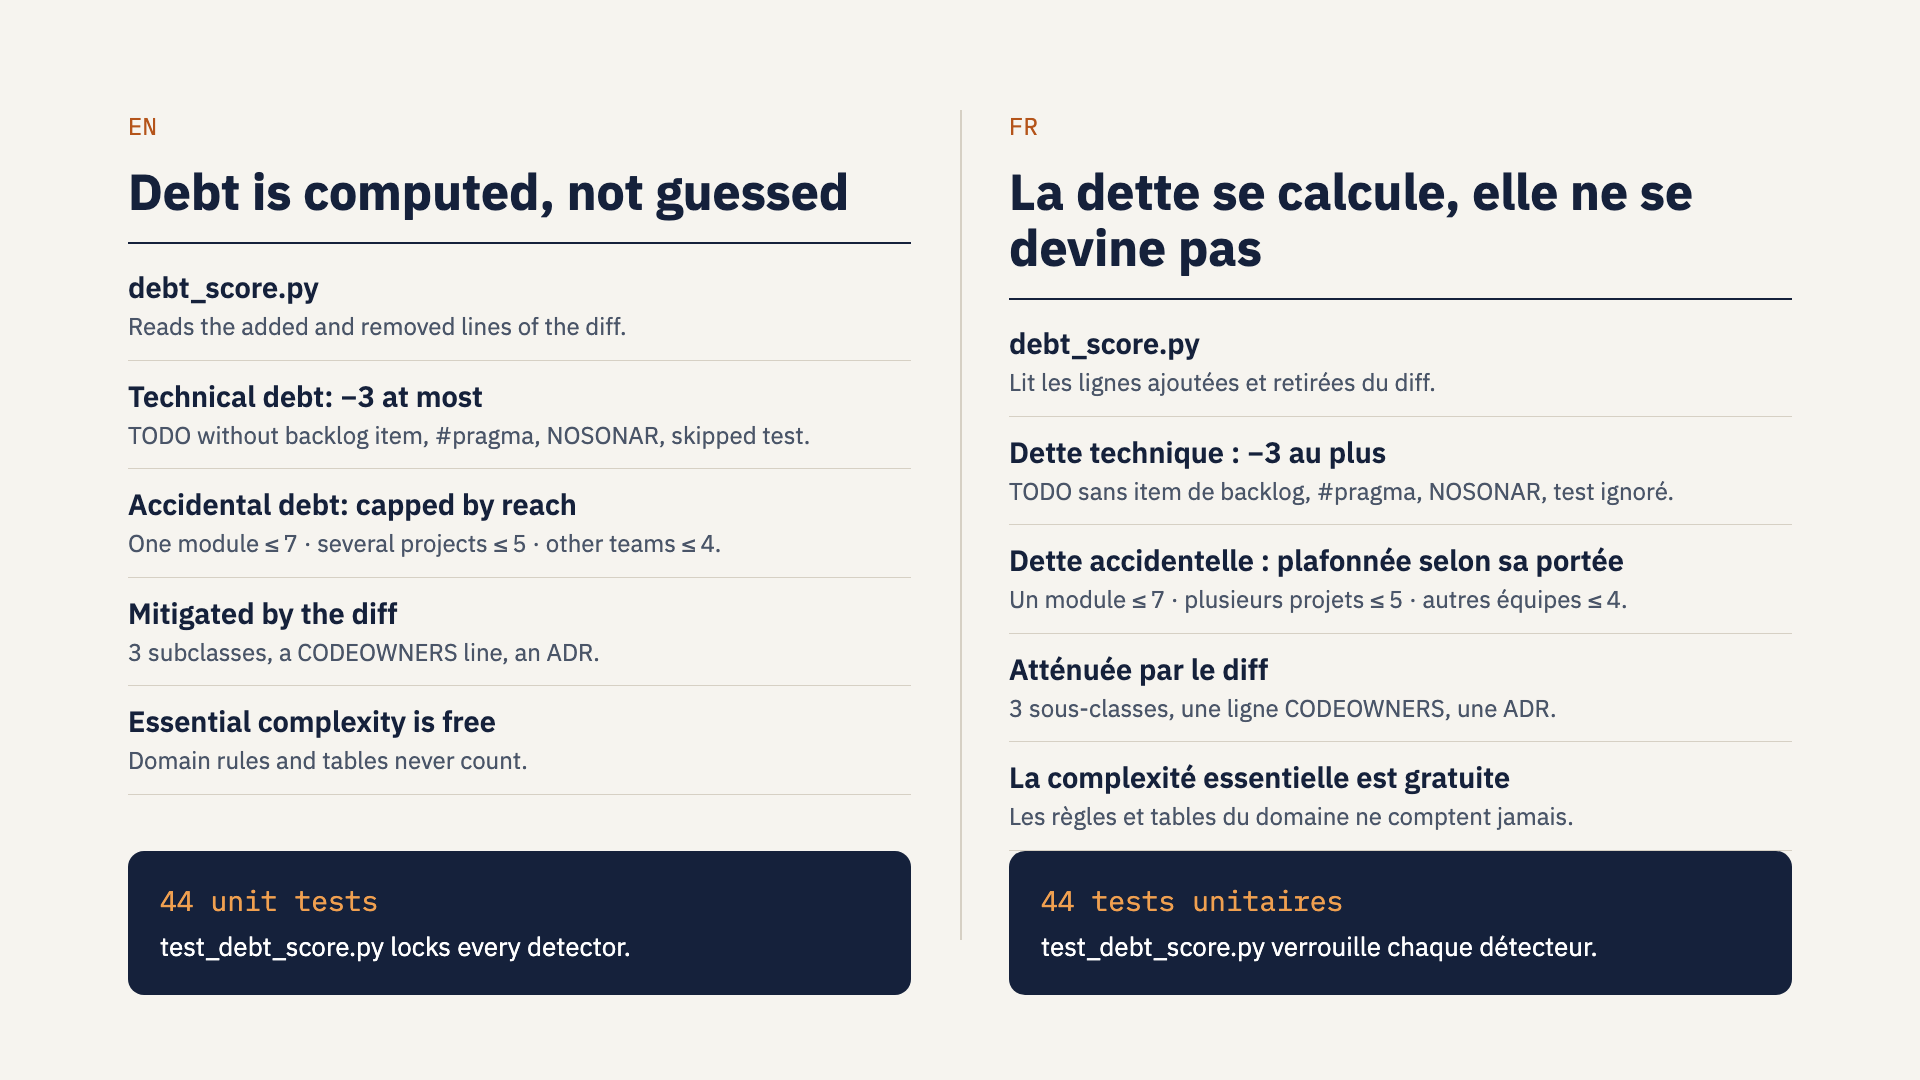 EN
Debt is computed, not guessed
debt_score.py
Reads the added and removed lines of the diff.
Technical debt: −3 at most
TODO without backlog item, #pragma, NOSONAR, skipped test.
Accidental debt: capped by reach
One module ≤ 7 · several projects ≤ 5 · other teams ≤ 4.
Mitigated by the diff
3 subclasses, a CODEOWNERS line, an ADR.
Essential complexity is free
Domain rules and tables never count.
44 unit tests
test_debt_score.py locks every detector.
FR
La dette se calcule, elle ne se
devine pas
debt_score.py
Lit les lignes ajoutées et retirées du diff.
Dette technique : −3 au plus
TODO sans item de backlog, #pragma, NOSONAR, test ignoré.
Dette accidentelle : plafonnée selon sa portée
Un module ≤ 7 · plusieurs projets ≤ 5 · autres équipes ≤ 4.
Atténuée par le diff
3 sous-classes, une ligne CODEOWNERS, une ADR.
La complexité essentielle est gratuite
Les règles et tables du domaine ne comptent jamais.
44 tests unitaires
test_debt_score.py verrouille chaque détecteur.